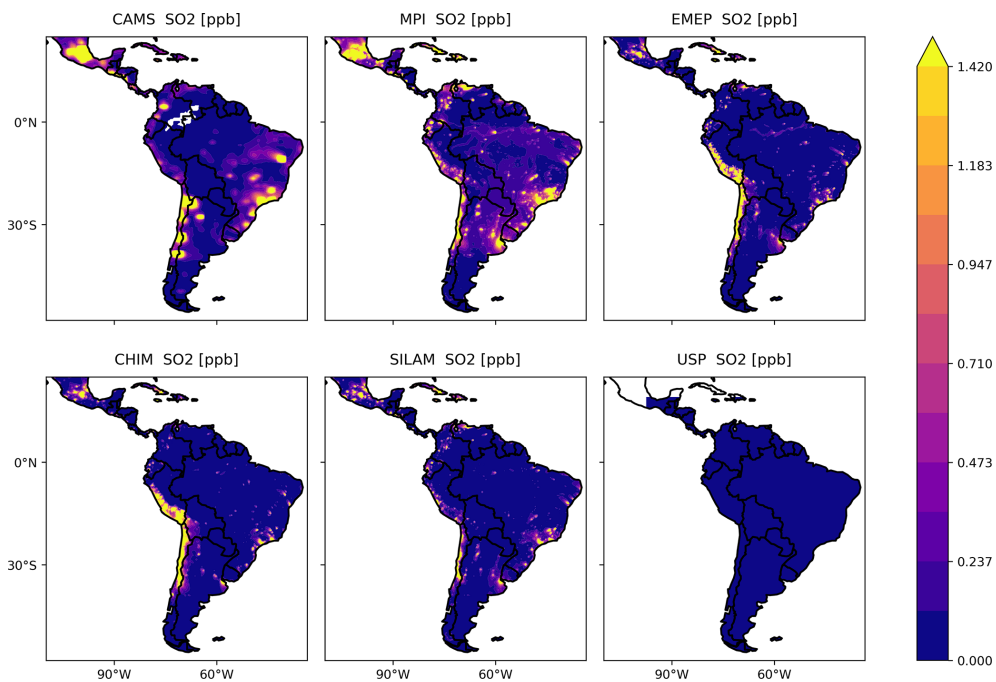 CAMS  SO2 [ppb]
MPI  SO2 [ppb]
EMEP  SO2 [ppb]
0°N
30°S
90°W
60°W
CHIM  SO2 [ppb]
SILAM  SO2 [ppb]
USP  SO2 [ppb]
0°N
30°S
90°W
60°W
90°W
60°W
90°W
60°W
1.420
1.183
0.947
0.710
0.473
0.237
0.000